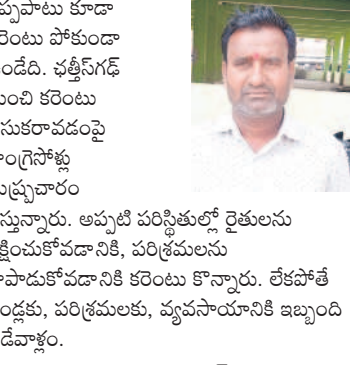 ప్పపాటు కూడా
రెంటు పోకుండా
ండేది. ఛత్తీస్‌గఢ్
ుంచి కరెంటు
సుకరావడంపై
ాంగ్రెసోళ్లు
ుష్ప్రచారం
స్తున్నారు. అప్పటి పరిస్థితుల్లో రైతులను
క్షించుకోవడానికి, పరిశ్రమలను
ాపాడుకోవడానికి కరెంటు కొన్నారు. లేకపోతే
ండ్లకు, పరిశ్రమలకు, వ్యవసాయానికి ఇబ్బంది
డేవాళ్లం.